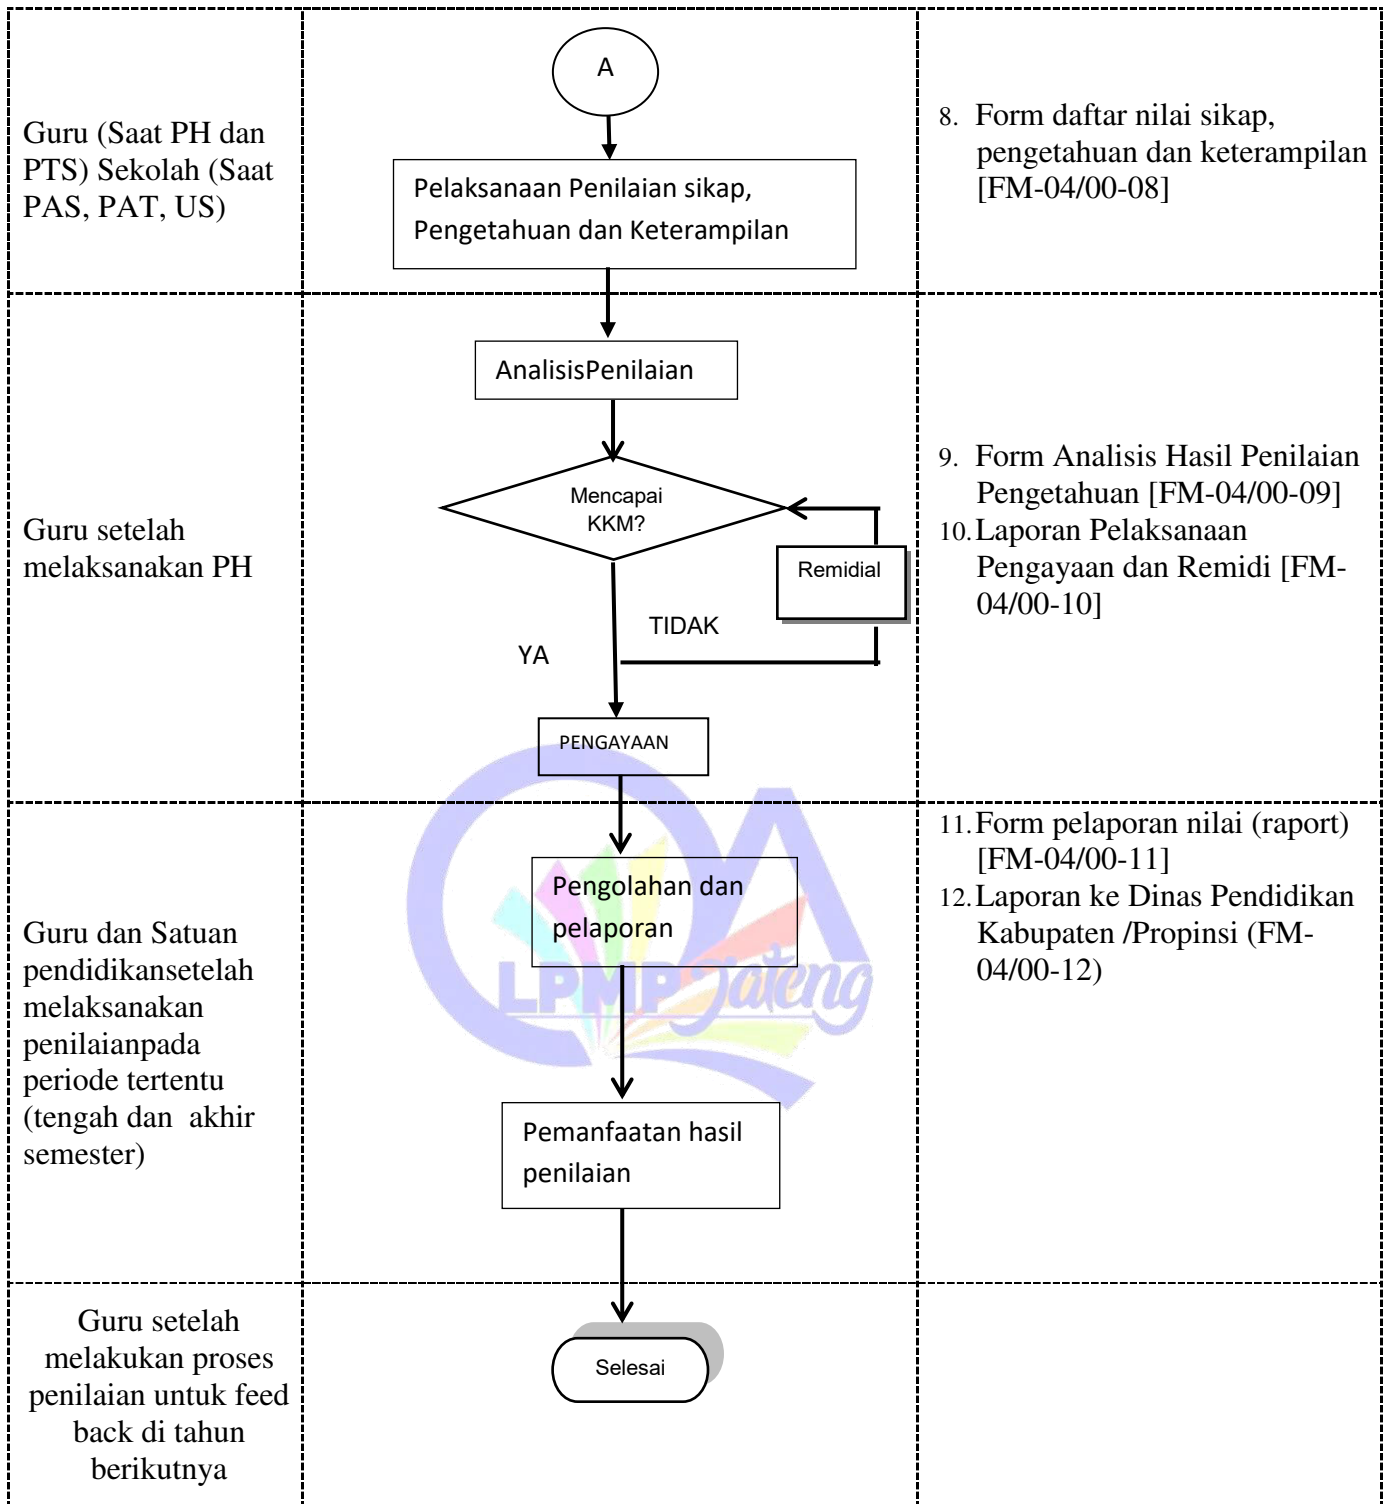 A
Guru (Saat PH dan
PTS) Sekolah (Saat
PAS, PAT, US)
Pelaksanaan Penilaian sikap,
Pengetahuan dan Keterampilan
8. Form daftar nilai sikap,
pengetahuan dan keterampilan
[FM-04/00-08]
Guru setelah
melaksanakan PH
AnalisisPenilaian
Mencapai
KKM?
Remidial
TIDAK
YA
PENGAYAAN
9. Form Analisis Hasil Penilaian
Pengetahuan [FM-04/00-09]
10. Laporan Pelaksanaan
Pengayaan dan Remidi [FM-
04/00-10]
Guru dan Satuan
pendidikansetelah
melaksanakan
penilaianpada
periode tertentu
(tengah dan akhir
semester)
Pengolahan dan
pelaporan
LPMP Jateng
Pemanfaatan hasil
penilaian
11. Form pelaporan nilai (raport)
[FM-04/00-11]
12. Laporan ke Dinas Pendidikan
Kabupaten /Propinsi (FM-
04/00-12)
Guru setelah
melakukan proses
penilaian untuk feed
back di tahun
berikutnya
Selesai